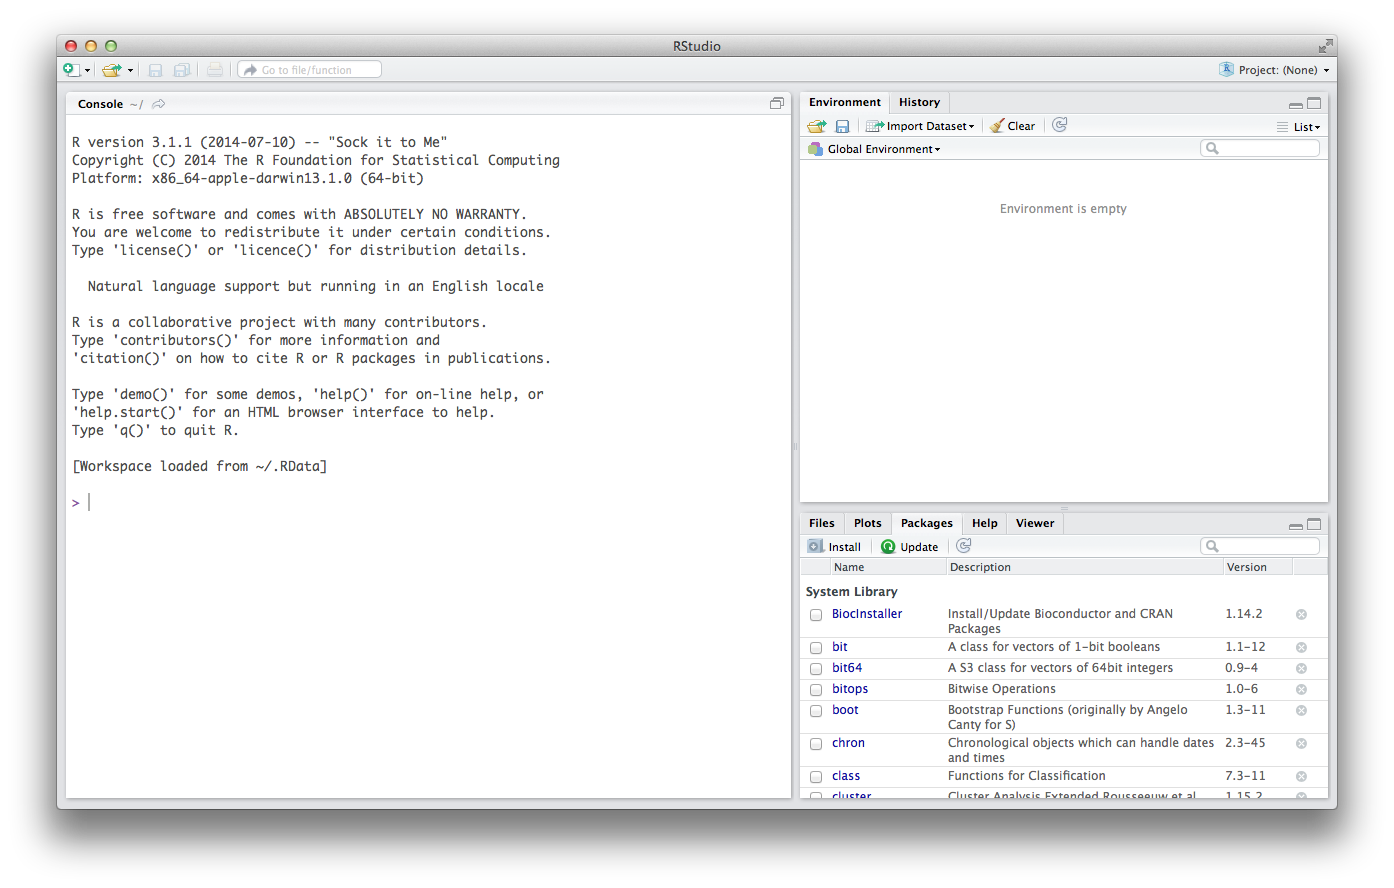 RStudio
Go to file/function
Project: (None)
Console ~/
R version 3.1.1 (2014-07-10) -- "Sock it to Me"
Copyright (C) 2014 The R Foundation for Statistical Computing
Platform: x86_64-apple-darwin13.1.0 (64-bit)
R is free software and comes with ABSOLUTELY NO WARRANTY.
You are welcome to redistribute it under certain conditions.
Type 'license()' or 'licence()' for distribution details.
Natural language support but running in an English locale
R is a collaborative project with many contributors.
Type 'contributors()' for more information and
'citation()' on how to cite R or R packages in publications.
Type 'demo()' for some demos, 'help()' for on-line help, or
'help.start()' for an HTML browser interface to help.
Type 'q()' to quit R.
[Workspace loaded from ~/.RData]
>
Environment History
Import Dataset Clear List
Global Environment
Environment is empty
Files Plots Packages Help Viewer
Install Update
Name Description Version
System Library
BiocInstaller Install/Update Bioconductor and CRAN 1.14.2
Packages
bit A class for vectors of 1-bit booleans 1.1-12
bit64 A S3 class for vectors of 64bit integers 0.9-4
bitops Bitwise Operations 1.0-6
boot Bootstrap Functions (originally by Angelo 1.3-11
Canty for S)
chron Chronological objects which can handle dates 2.3-45
and times
class Functions for Classification 7.3-11
cluster Cluster Analysis Extended Rousseeuw et al 1.15.2